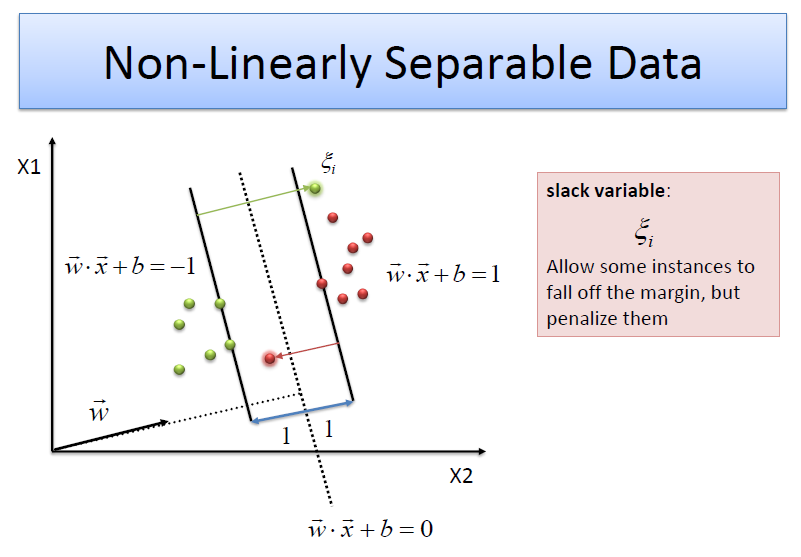 Non-Linearly Separable Data
X1
ξᵢ
slack variable:
ξᵢ
Allow some instances to
fall off the margin, but
penalize them
w⃗·x⃗+b=−1
w⃗·x⃗+b=1
w⃗
1
1
X2
w⃗·x⃗+b=0